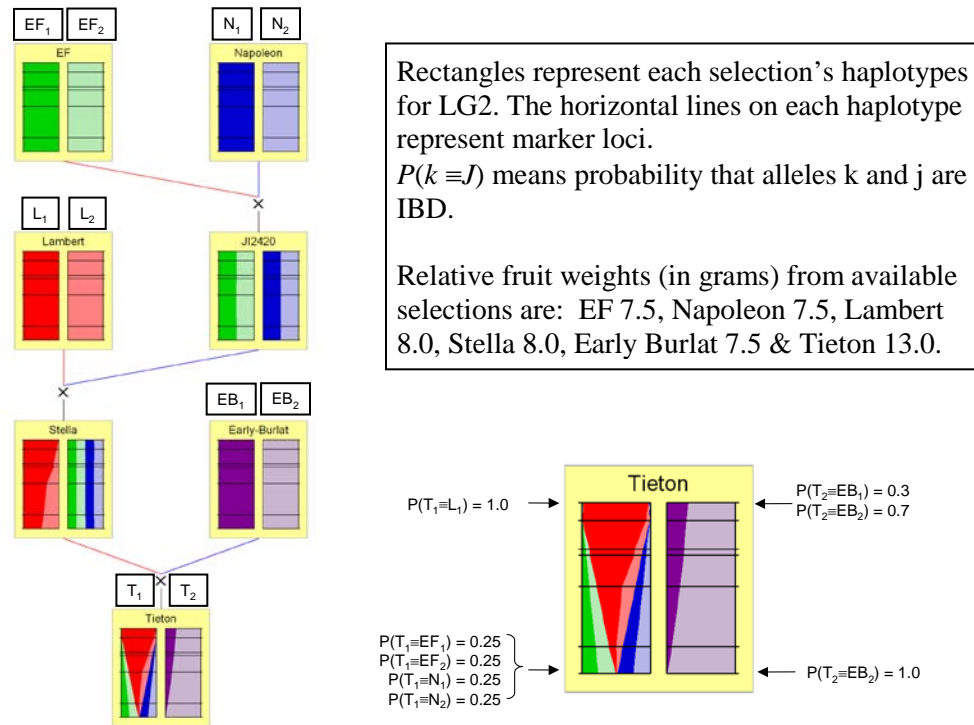 EF₁ EF₂
N₁ N₂
EF
Napoleon
L₁ L₂
Lambert
JI2420
EB₁ EB₂
Stella
Early-Burlat
T₁ T₂
Tieton
Rectangles represent each selection’s haplotypes
for LG2. The horizontal lines on each haplotype
represent marker loci.
P(k ≡J) means probability that alleles k and j are
IBD.
Relative fruit weights (in grams) from available
selections are: EF 7.5, Napoleon 7.5, Lambert
8.0, Stella 8.0, Early Burlat 7.5 & Tieton 13.0.
Tieton
P(T₁≡L₁) = 1.0
P(T₂≡EB₁) = 0.3
P(T₂≡EB₂) = 0.7
P(T₁≡EF₁) = 0.25
P(T₁≡EF₂) = 0.25
P(T₁≡N₁) = 0.25
P(T₁≡N₂) = 0.25
P(T₂≡EB₂) = 1.0